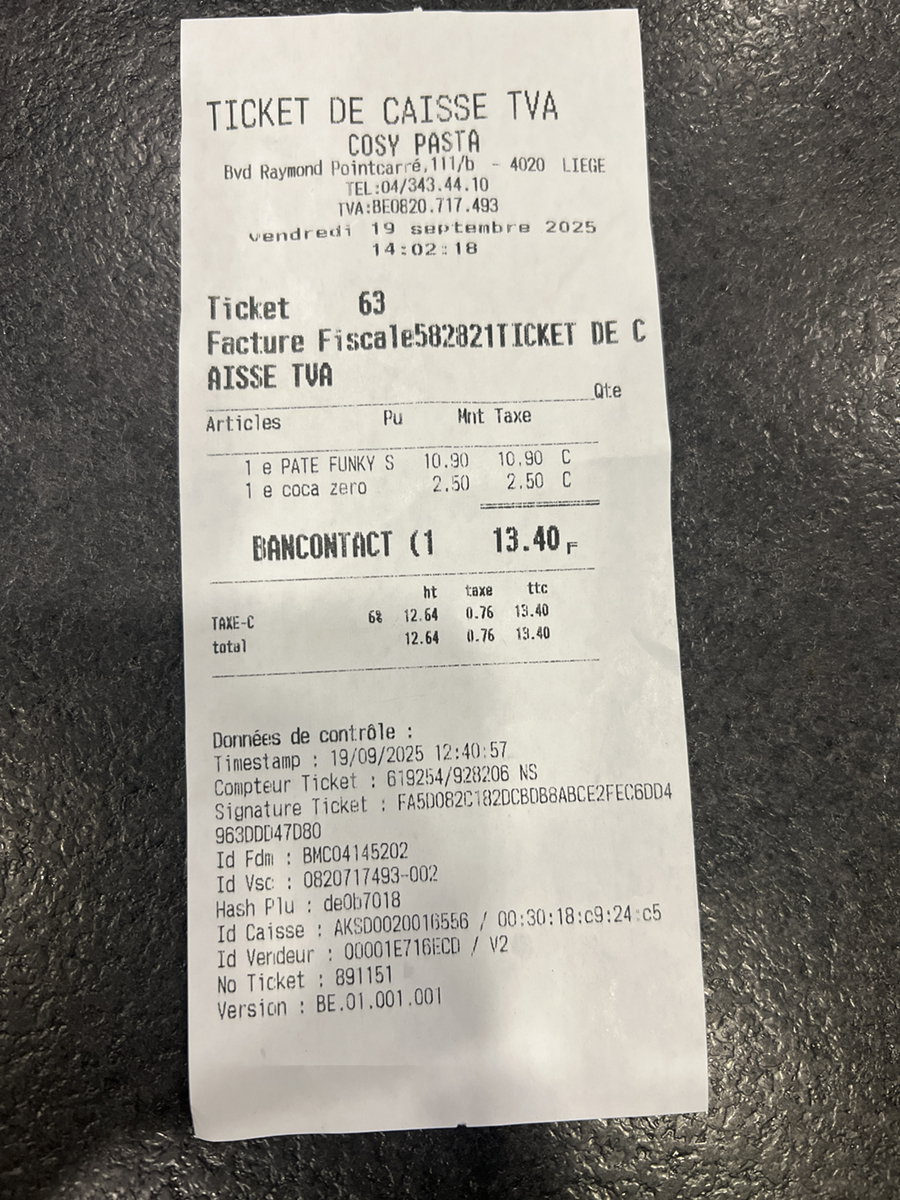 TICKET DE CAISSE TVA
COSY PASTA
Bvd Raymond Pointcarré,111/b - 4020 LIEGE
TEL:04/343.44.10
TVA:BE0820.717.493
vendredi 19 septembre 2025
14:02:18
Ticket 63
Facture Fiscale582821TICKET DE C
AISSE TVA
Qte
Articles Pu Mnt Taxe
1 e PATE FUNKY S 10.90 10.90 C
1 e coca zero 2.50 2.50 C
BANCONTACT (1 13.40 F
ht taxe ttc
TAXE-C 6% 12.64 0.76 13.40
total 12.64 0.76 13.40
Données de contrôle :
Timestamp : 19/09/2025 12:40:57
Compteur Ticket : 619254/928206 NS
Signature Ticket : FA5D082C182DCBDB8ABCE2FEC6DD4
963DDD47D80
Id Fdm : BMC04145202
Id Vsc : 0820717493-002
Hash Plu : de0b7018
Id Caisse : AKSD0020016556 / 00:30:18:c9:24:c5
Id Vendeur : 00001E716ECD / V2
No Ticket : 891151
Version : BE.01.001.001